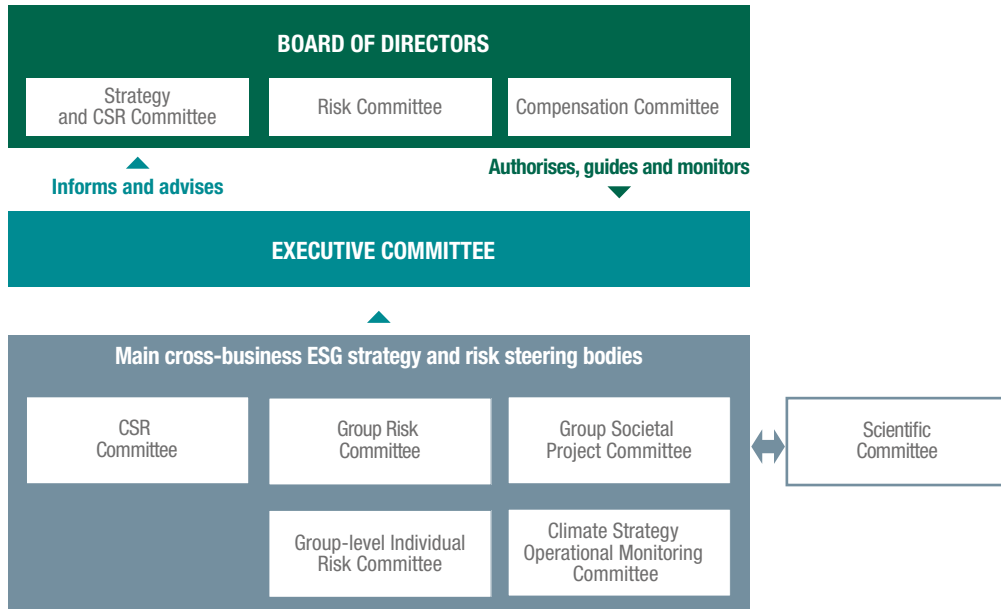 BOARD OF DIRECTORS
Strategy
and CSR Committee
Risk Committee
Compensation Committee
Informs and advises
Authorises, guides and monitors
EXECUTIVE COMMITTEE
Main cross-business ESG strategy and risk steering bodies
CSR
Committee
Group Risk
Committee
Group Societal
Project Committee
Scientific
Committee
Group-level Individual
Risk Committee
Climate Strategy
Operational Monitoring
Committee